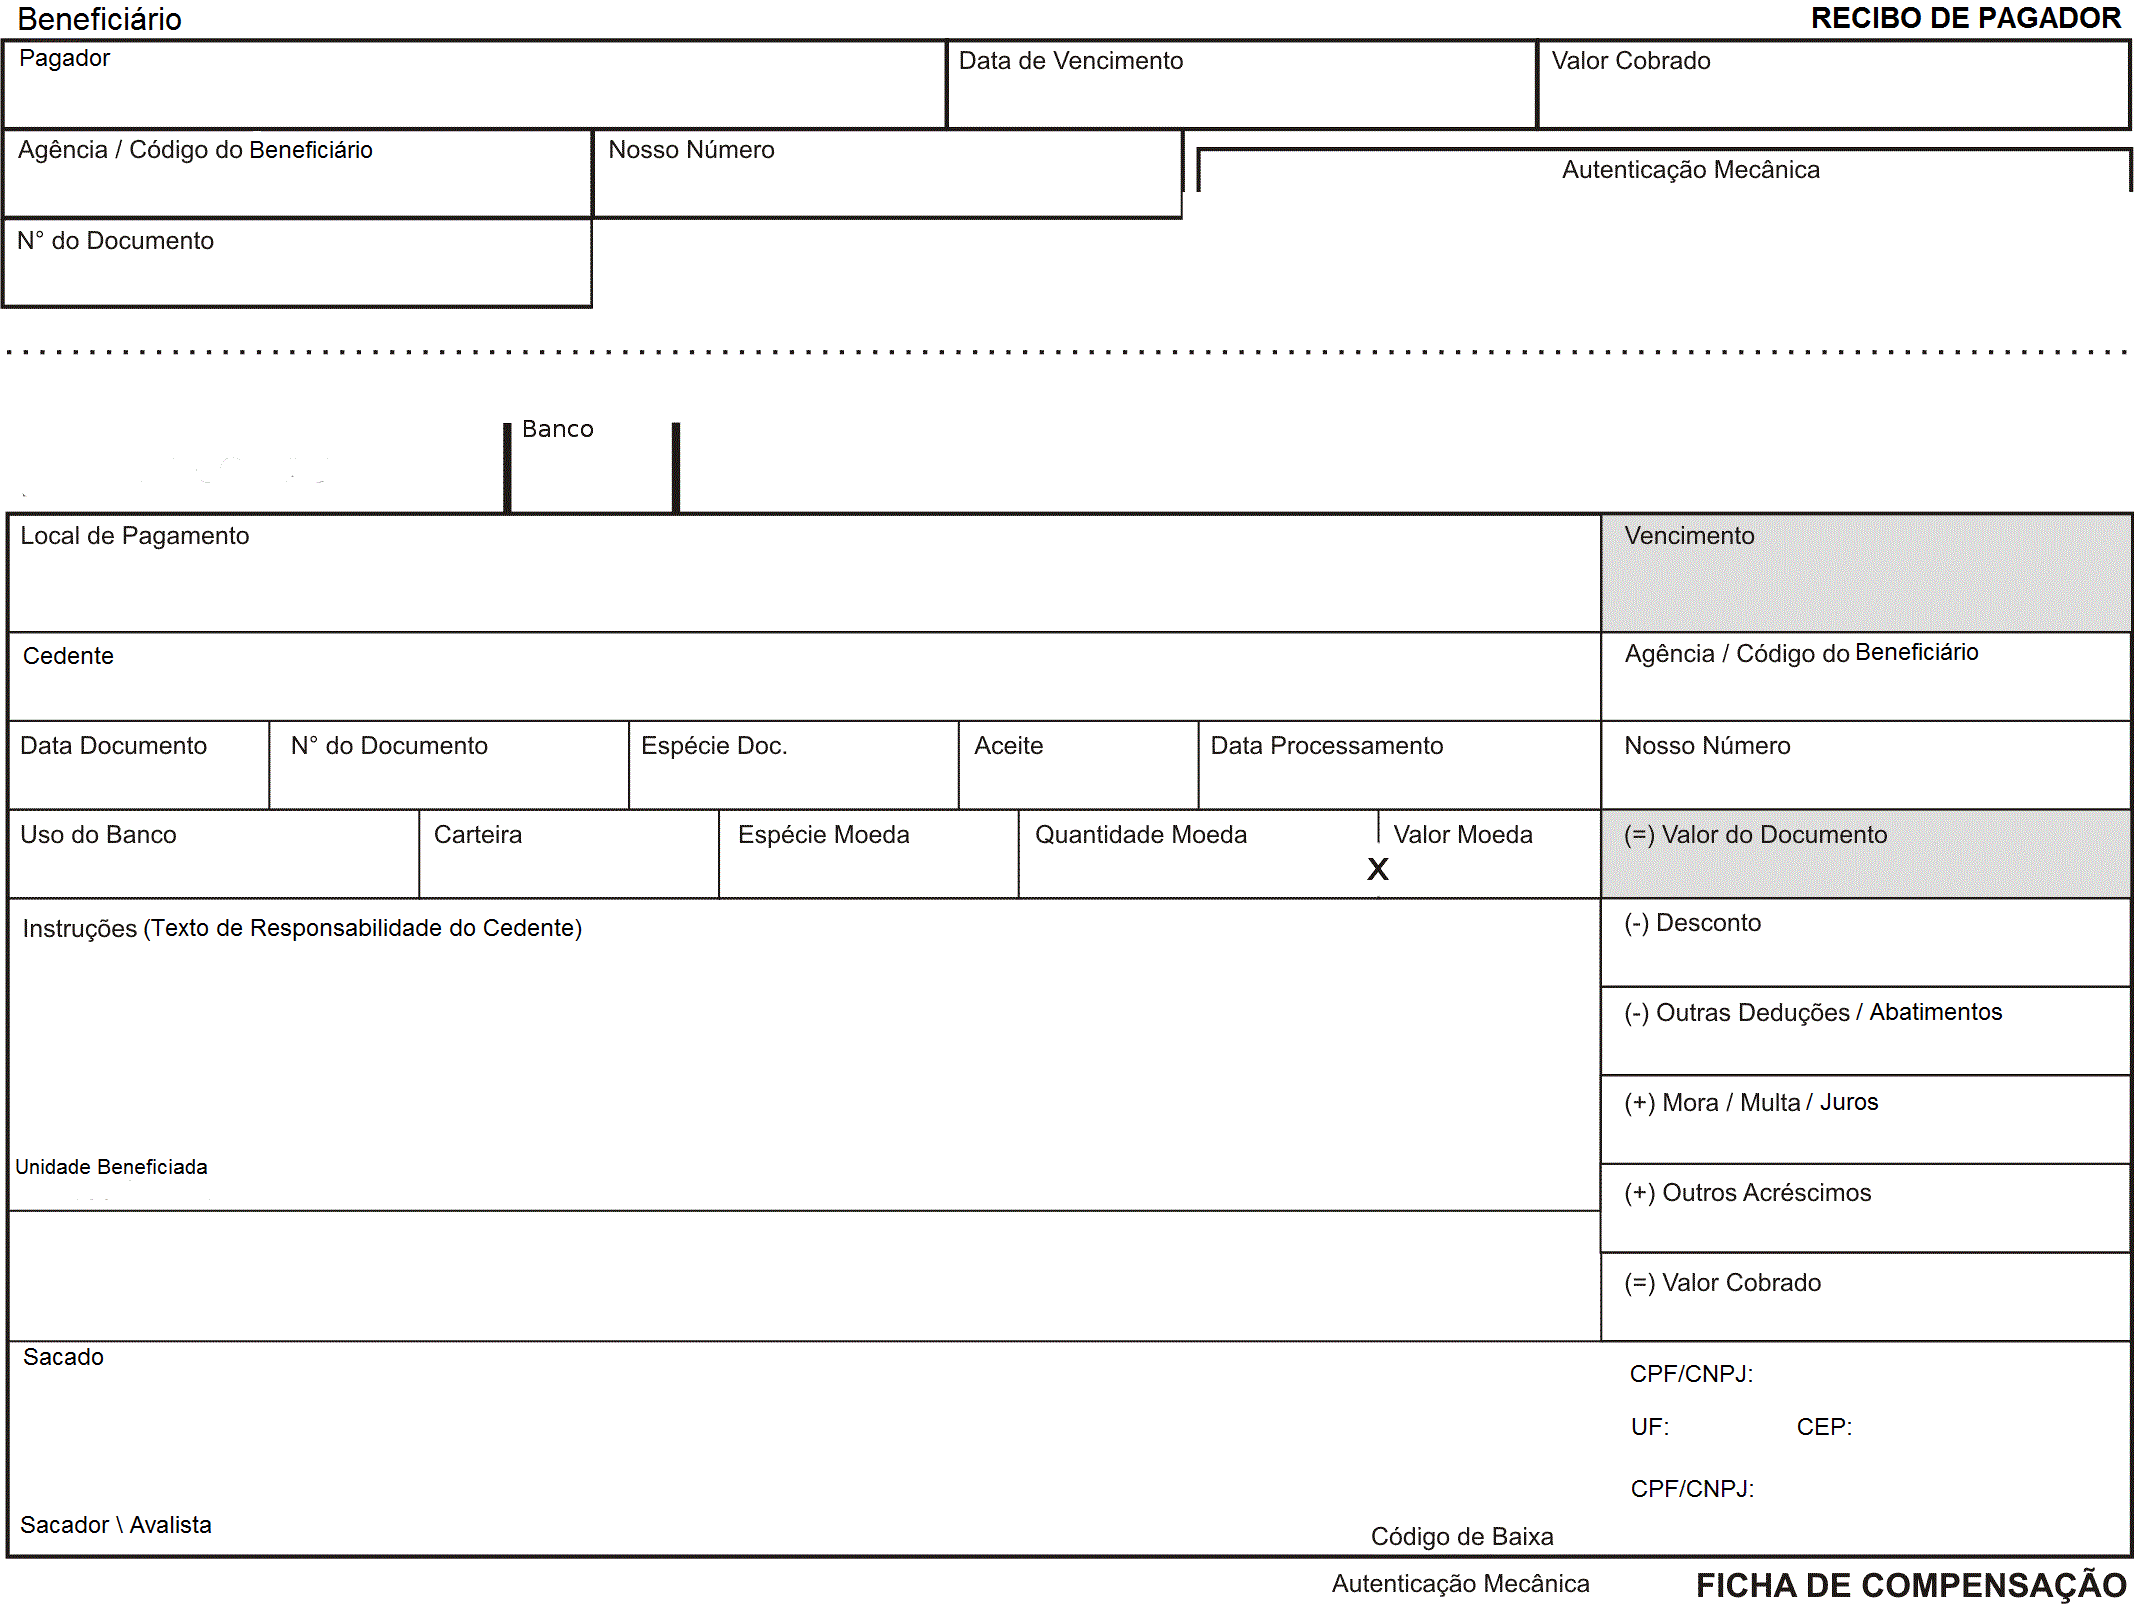 Beneficiário RECIBO DE PAGADOR
Pagador Data de Vencimento Valor Cobrado
Agência / Código do Beneficiário Nosso Número Autenticação Mecânica
N° do Documento
Banco
Local de Pagamento Vencimento
Cedente Agência / Código do Beneficiário
Data Documento N° do Documento Espécie Doc. Aceite Data Processamento Nosso Número
Uso do Banco Carteira Espécie Moeda Quantidade Moeda Valor Moeda (=) Valor do Documento
X
Instruções (Texto de Responsabilidade do Cedente) (-) Desconto
(-) Outras Deduções / Abatimentos
(+) Mora / Multa / Juros
Unidade Beneficiada
(+) Outros Acréscimos
(=) Valor Cobrado
Sacado
CPF/CNPJ:
UF: CEP:
CPF/CNPJ:
Sacador \ Avalista
Código de Baixa
Autenticação Mecânica FICHA DE COMPENSAÇÃO